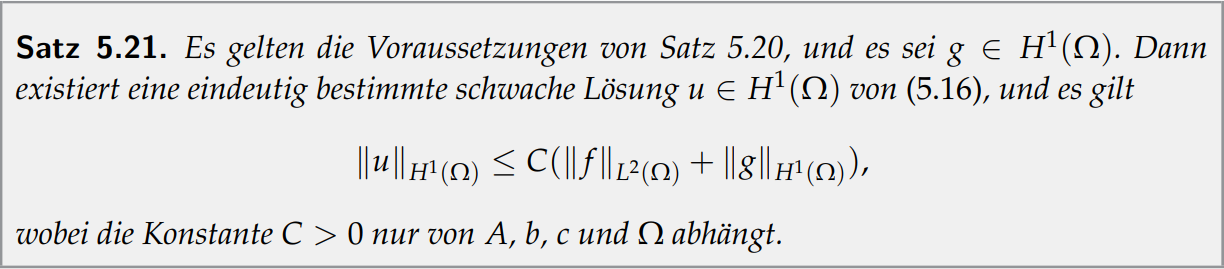 Satz 5.21. Es gelten die Voraussetzungen von Satz 5.20, und es sei g ∈ H¹(Ω). Dann
existiert eine eindeutig bestimmte schwache Lösung u ∈ H¹(Ω) von (5.16), und es gilt
‖u‖_{H¹(Ω)} ≤ C(‖f‖_{L²(Ω)} + ‖g‖_{H¹(Ω)}),
wobei die Konstante C > 0 nur von A, b, c und Ω abhängt.